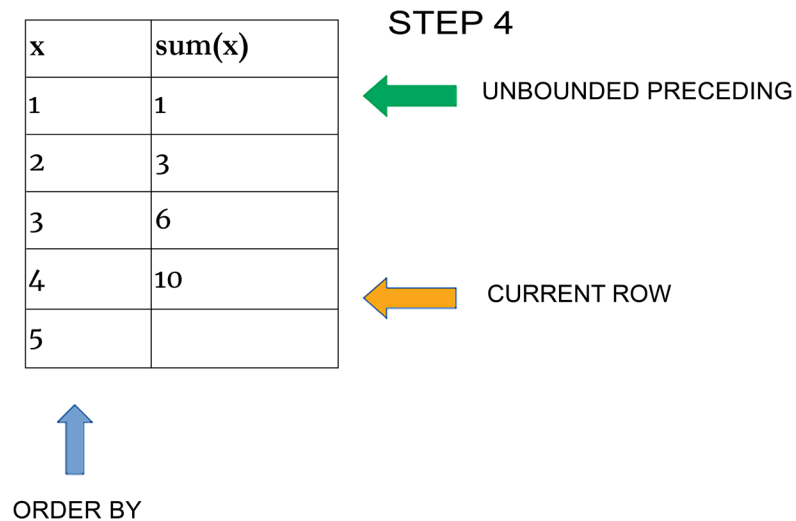 STEP 4
x sum(x)
1 1
UNBOUNDED PRECEDING
2 3
3 6
4 10
CURRENT ROW
5
ORDER BY